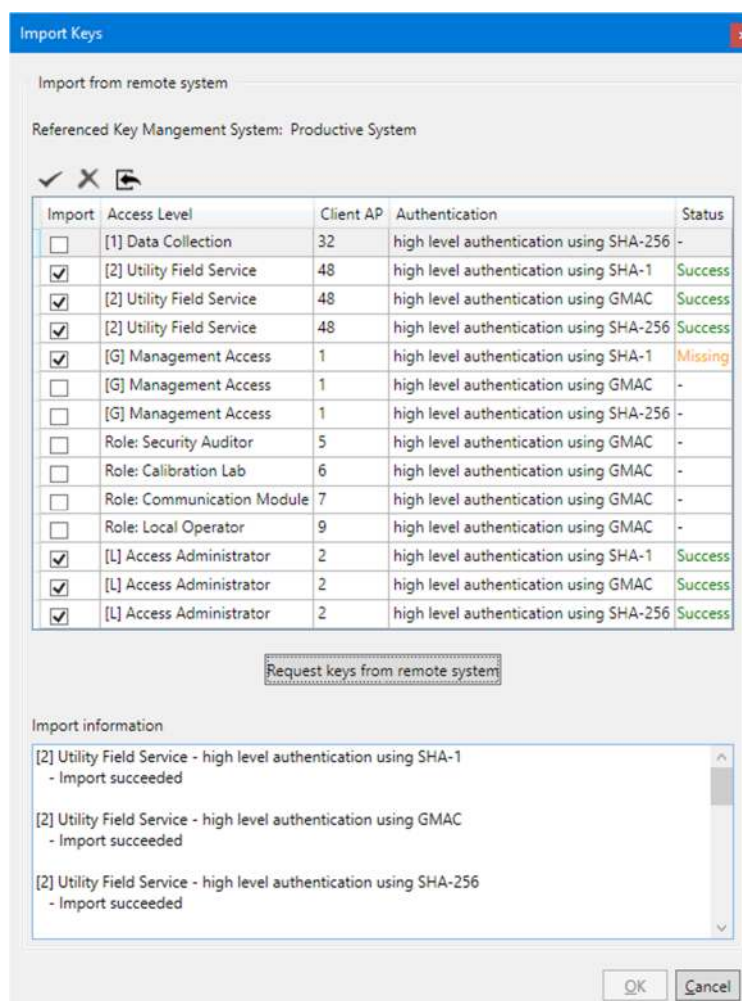 Import Keys
Import from remote system
Referenced Key Mangement System: Productive System
Import Access Level Client AP Authentication Status
[1] Data Collection 32 high level authentication using SHA-256 -
[2] Utility Field Service 48 high level authentication using SHA-1 Success
[2] Utility Field Service 48 high level authentication using GMAC Success
[2] Utility Field Service 48 high level authentication using SHA-256 Success
[G] Management Access 1 high level authentication using SHA-1 Missing
[G] Management Access 1 high level authentication using GMAC -
[G] Management Access 1 high level authentication using SHA-256 -
Role: Security Auditor 5 high level authentication using GMAC -
Role: Calibration Lab 6 high level authentication using GMAC -
Role: Communication Module 7 high level authentication using GMAC -
Role: Local Operator 9 high level authentication using GMAC -
[L] Access Administrator 2 high level authentication using SHA-1 Success
[L] Access Administrator 2 high level authentication using GMAC Success
[L] Access Administrator 2 high level authentication using SHA-256 Success
Request keys from remote system
Import information
[2] Utility Field Service - high level authentication using SHA-1
- Import succeeded
[2] Utility Field Service - high level authentication using GMAC
- Import succeeded
[2] Utility Field Service - high level authentication using SHA-256
- Import succeeded
OK Cancel